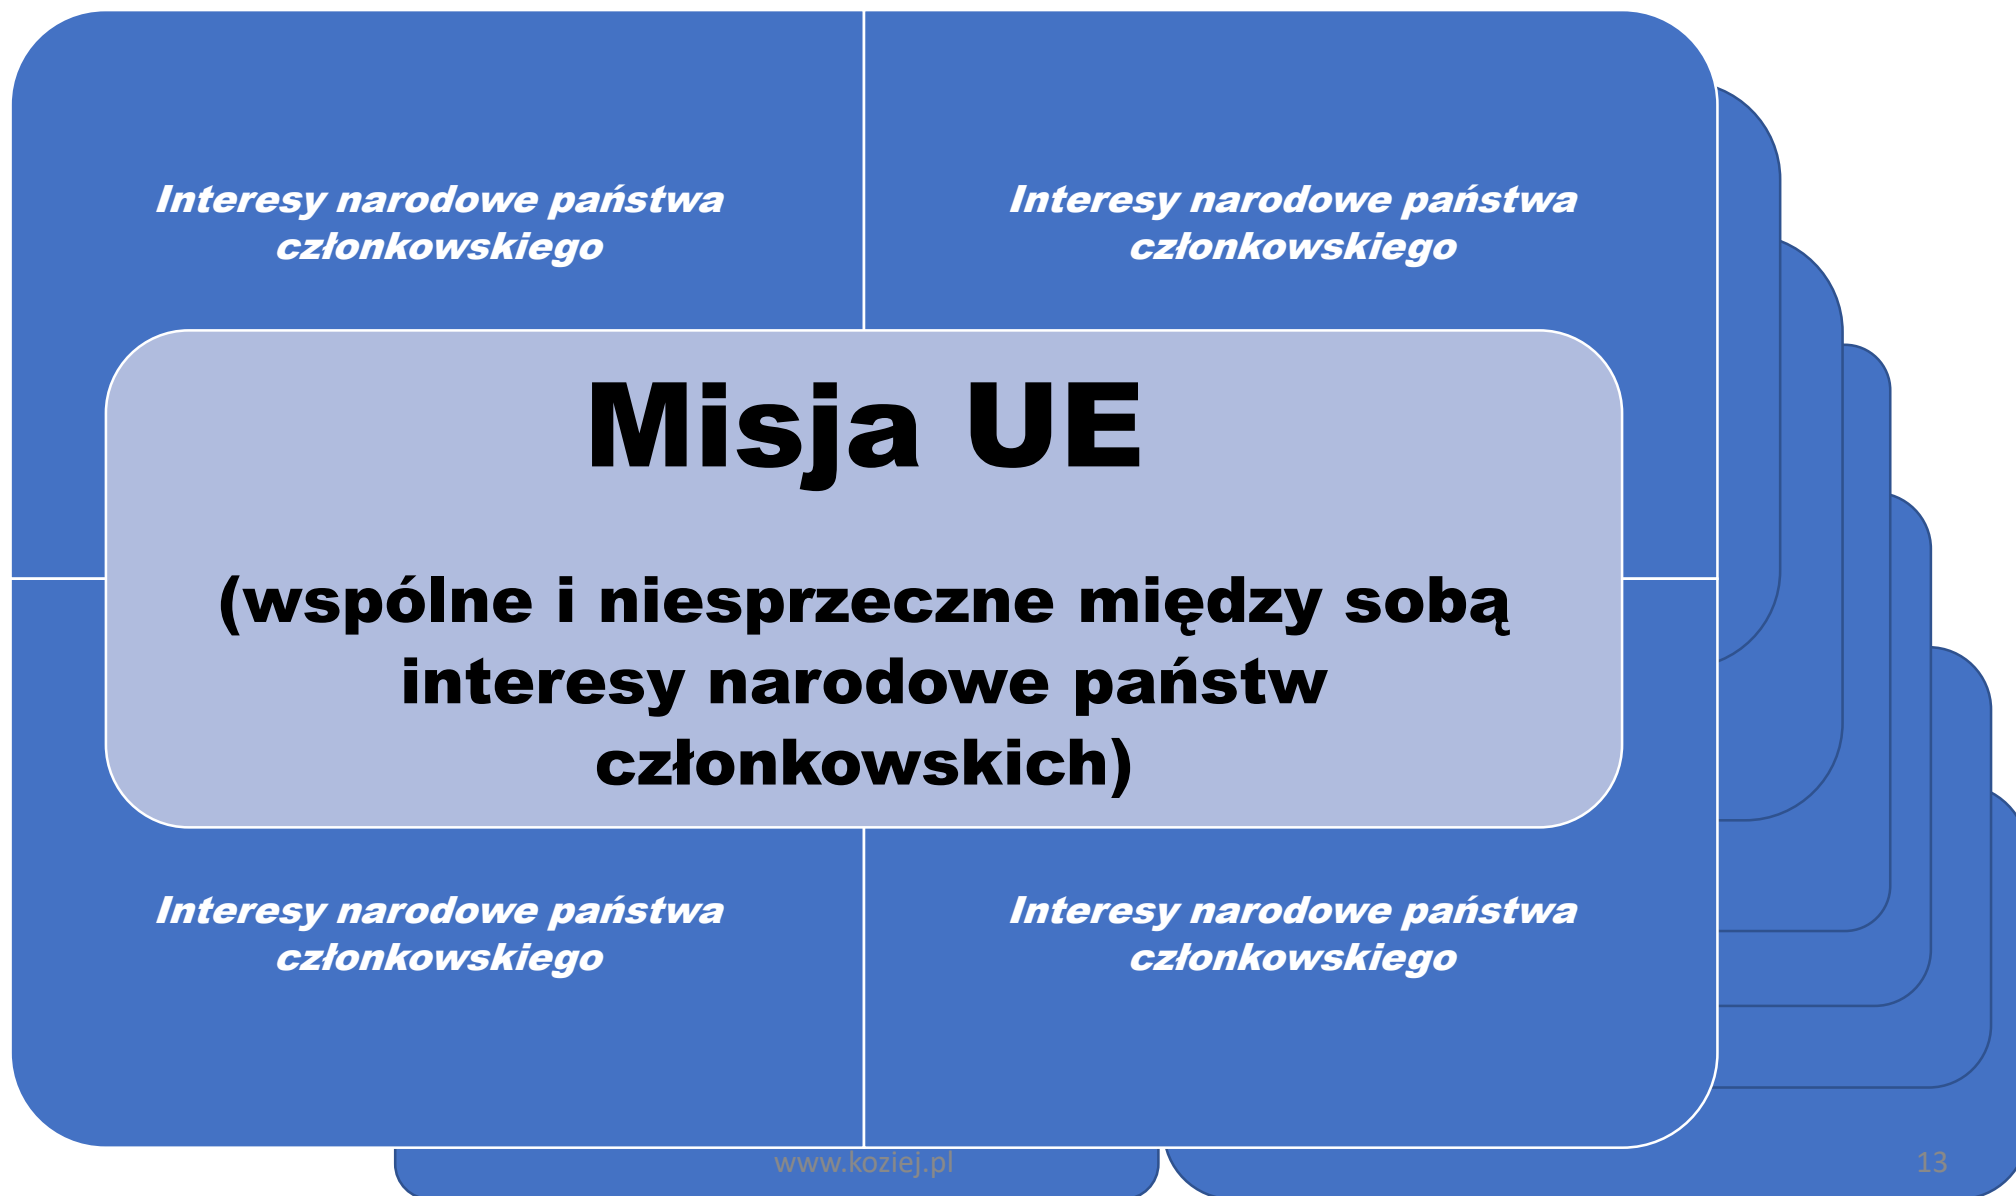 Interesy narodowe państwa
członkowskiego
Interesy narodowe państwa
członkowskiego
Misja UE
(wspólne i niesprzeczne między sobą
interesy narodowe państw
członkowskich)
Interesy narodowe państwa
członkowskiego
Interesy narodowe państwa
członkowskiego
www.koziej.pl
13